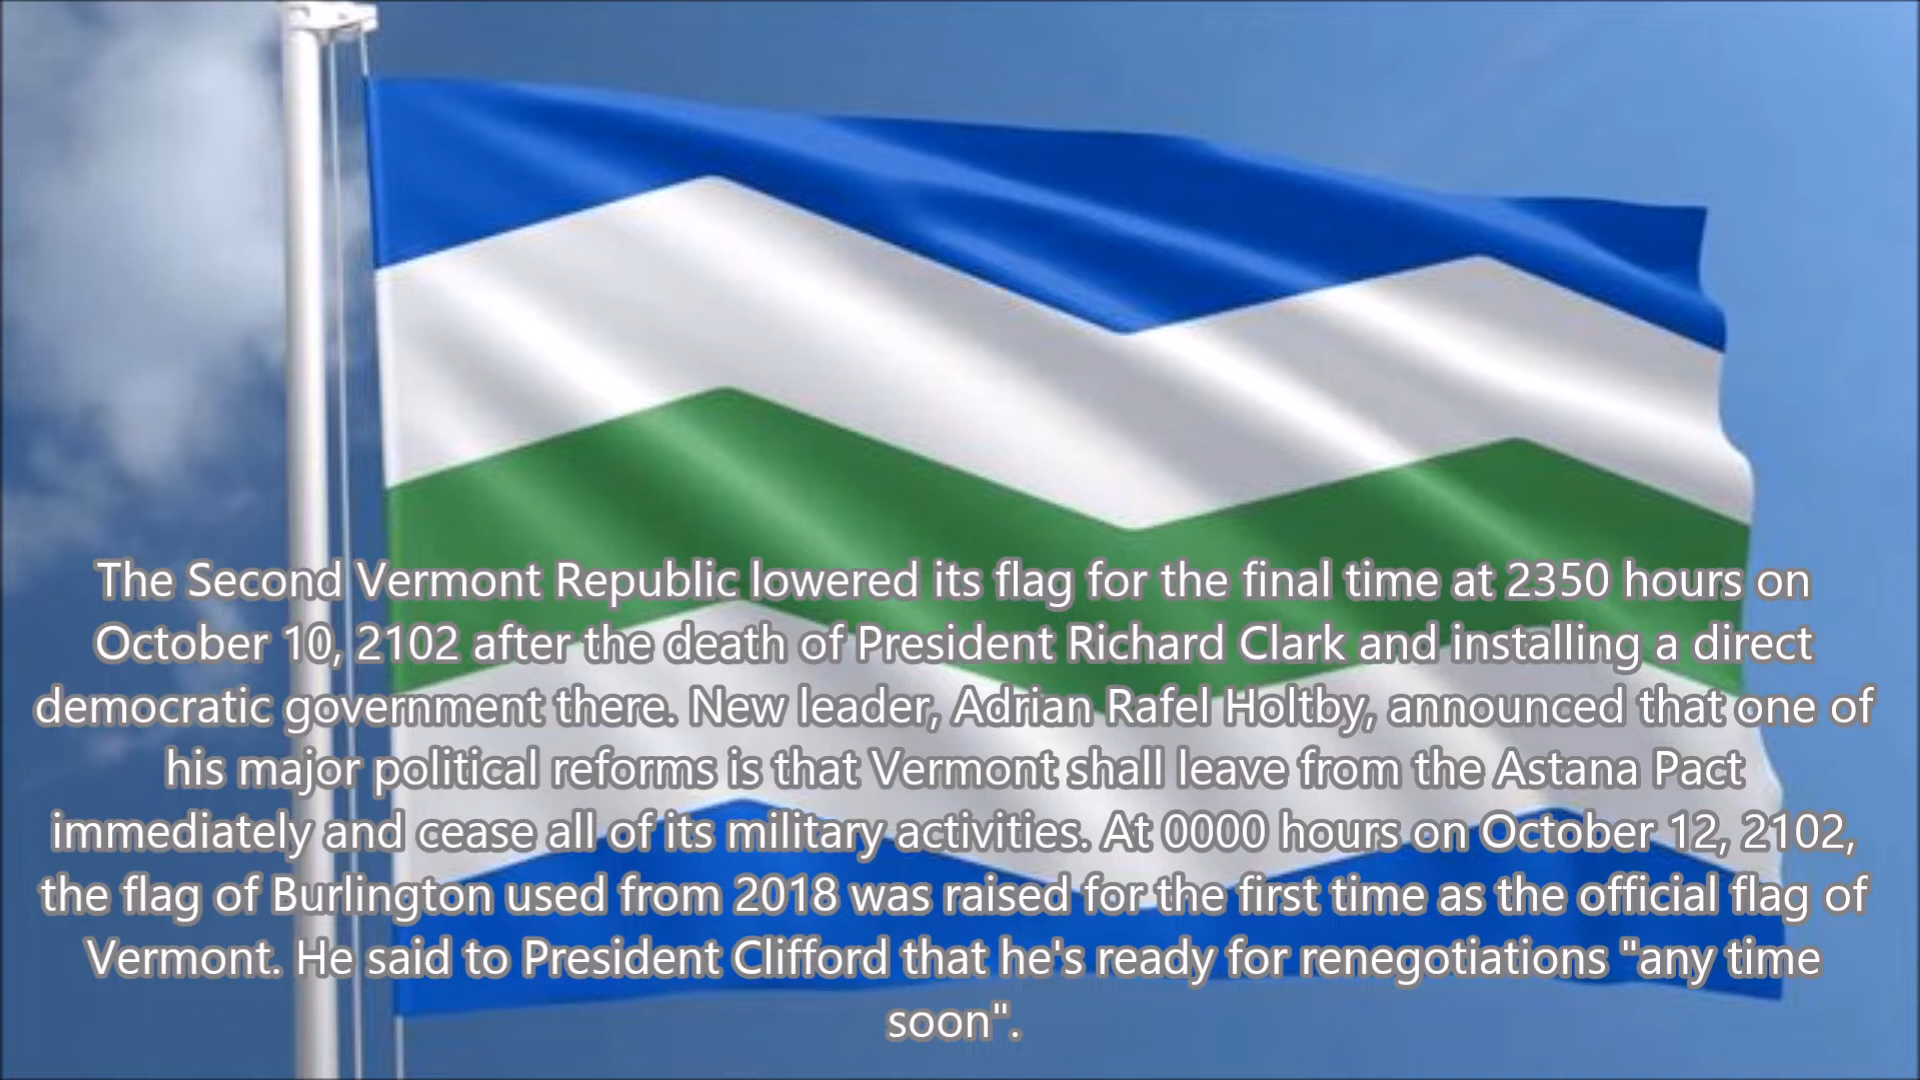 The Second Vermont Republic lowered its flag for the final time at 2350 hours on
October 10, 2102 after the death of President Richard Clark and installing a direct
democratic government there. New leader, Adrian Rafel Holtby, announced that one of
his major political reforms is that Vermont shall leave from the Astana Pact
immediately and cease all of its military activities. At 0000 hours on October 12, 2102,
the flag of Burlington used from 2018 was raised for the first time as the official flag of
Vermont. He said to President Clifford that he's ready for renegotiations "any time
soon".